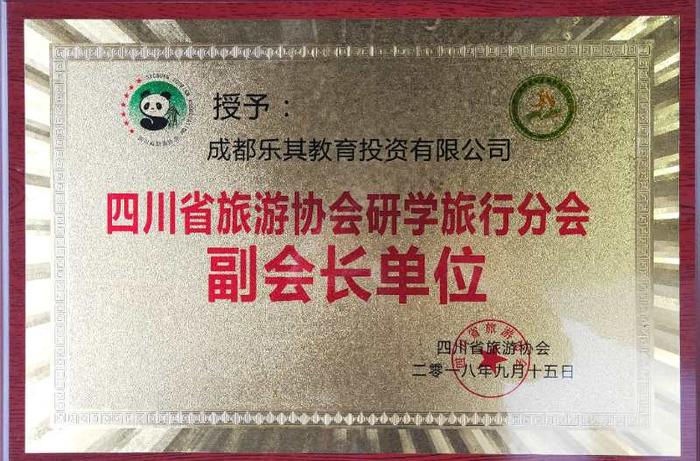 授予：
成都乐其教育投资有限公司
四川省旅游协会研学旅行分会
副会长单位
四川省旅游协会
二零一八年九月十五日